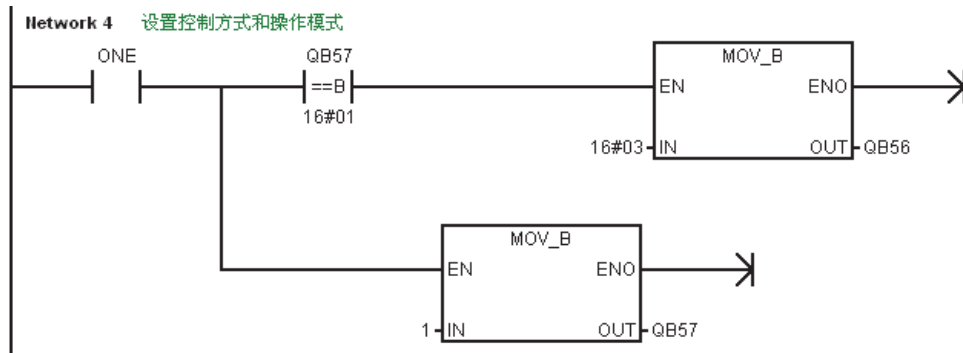 Network 4 设置控制方式和操作模式
ONE QB57 MOV_B
==B EN ENO
16#01
16#03 IN OUT QB56
MOV_B
EN ENO
1 IN OUT QB57